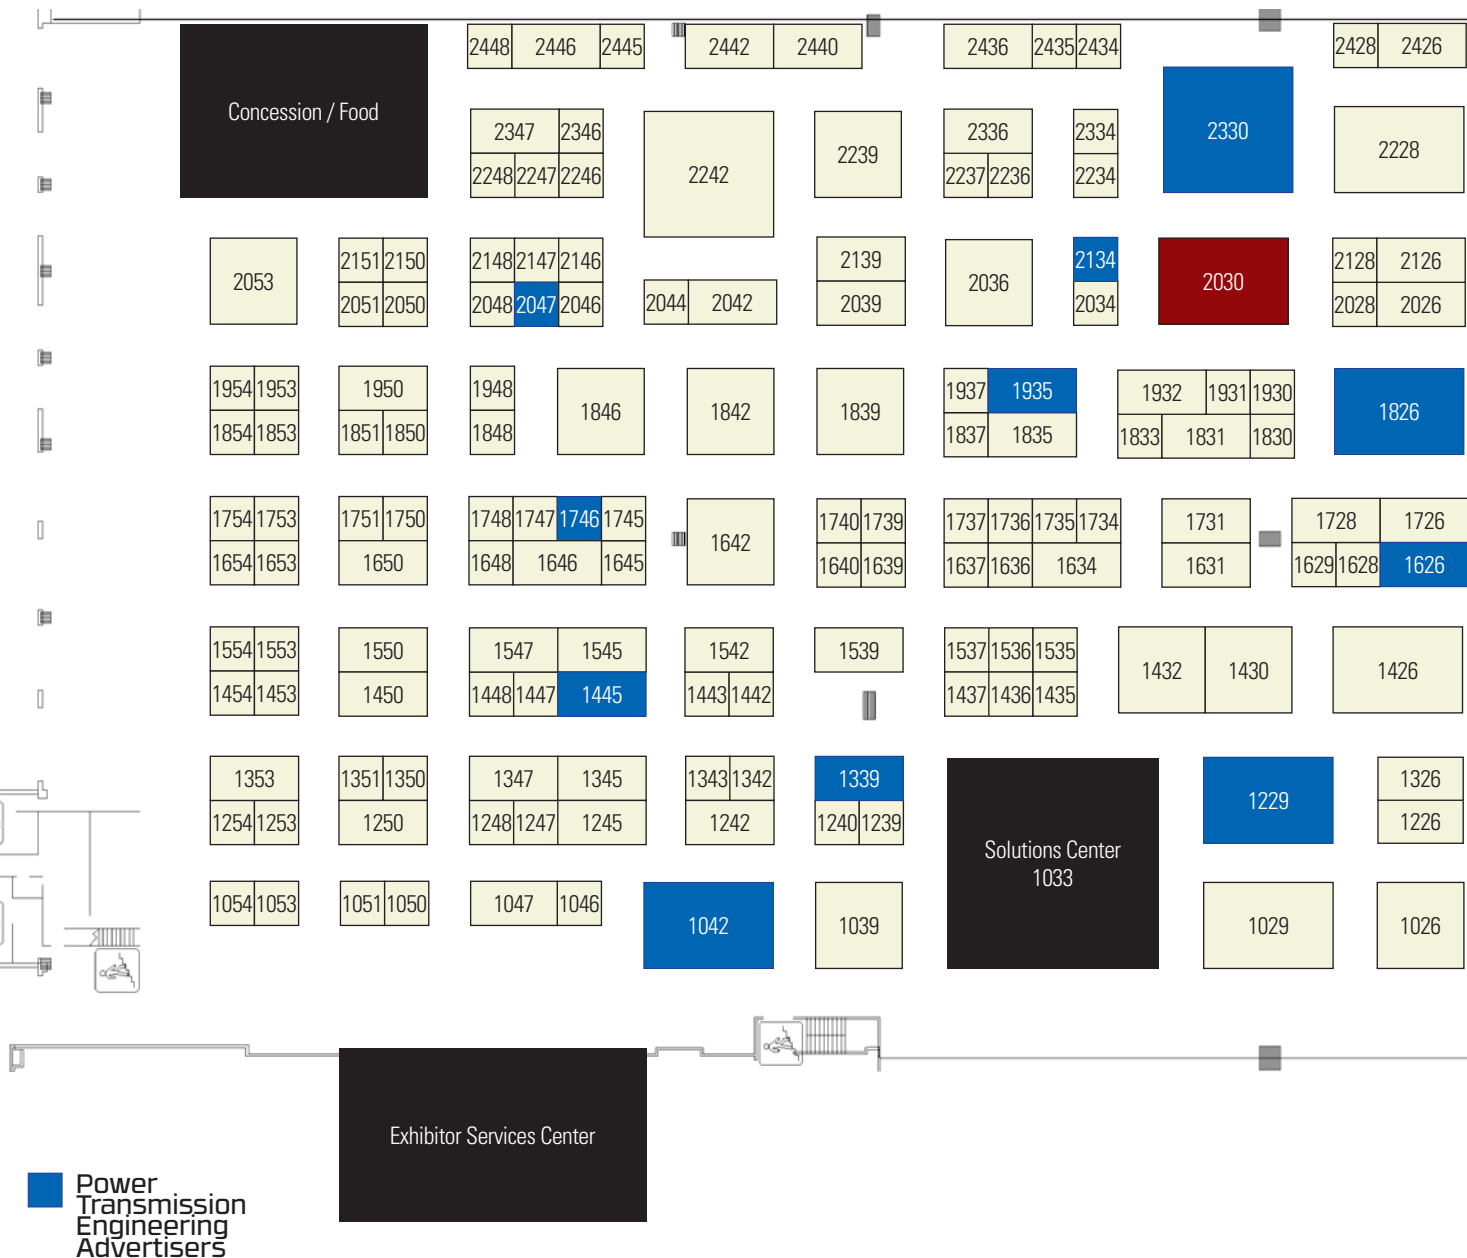 2448 2446 2445 2442 2440 2436 2435 2434 2428 2426
Concession / Food
2347 2346 2336 2334
2330
2242 2239 2228
2248 2247 2246 2237 2236 2234
2151 2150 2148 2147 2146 2139 2134 2128 2126
2053 2036 2030
2051 2050 2048 2047 2046 2044 2042 2039 2034 2028 2026
1954 1953 1950 1948 1937 1935 1932 1931 1930
1846 1842 1839 1826
1854 1853 1851 1850 1848 1837 1835 1833 1831 1830
1754 1753 1751 1750 1748 1747 1746 1745 1740 1739 1737 1736 1735 1734 1731 1728 1726
1642
1654 1653 1650 1648 1646 1645 1640 1639 1637 1636 1634 1631 1629 1628 1626
1554 1553 1550 1547 1545 1542 1539 1537 1536 1535
1432 1430 1426
1454 1453 1450 1448 1447 1445 1443 1442 1437 1436 1435
1353 1351 1350 1347 1345 1343 1342 1339 1326
1229
1254 1253 1250 1248 1247 1245 1242 1240 1239 1226
Solutions Center
1033
1054 1053 1051 1050 1047 1046
1042 1039 1029 1026
Exhibitor Services Center
Power
Transmission
Engineering
Advertisers